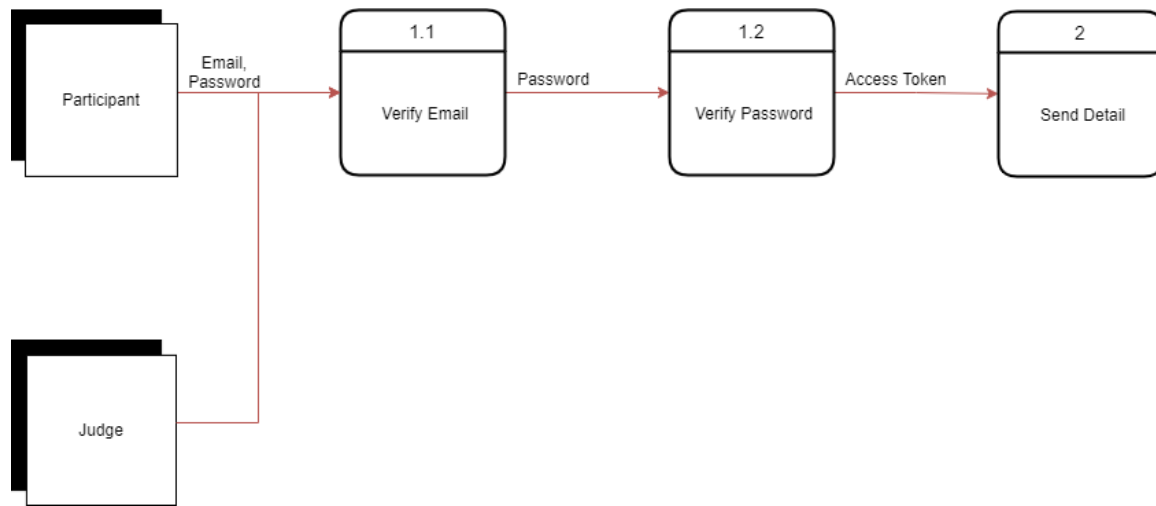 1.1
1.2
2
Email,
Password
Password
Access Token
Participant
Verify Email
Verify Password
Send Detail
Judge